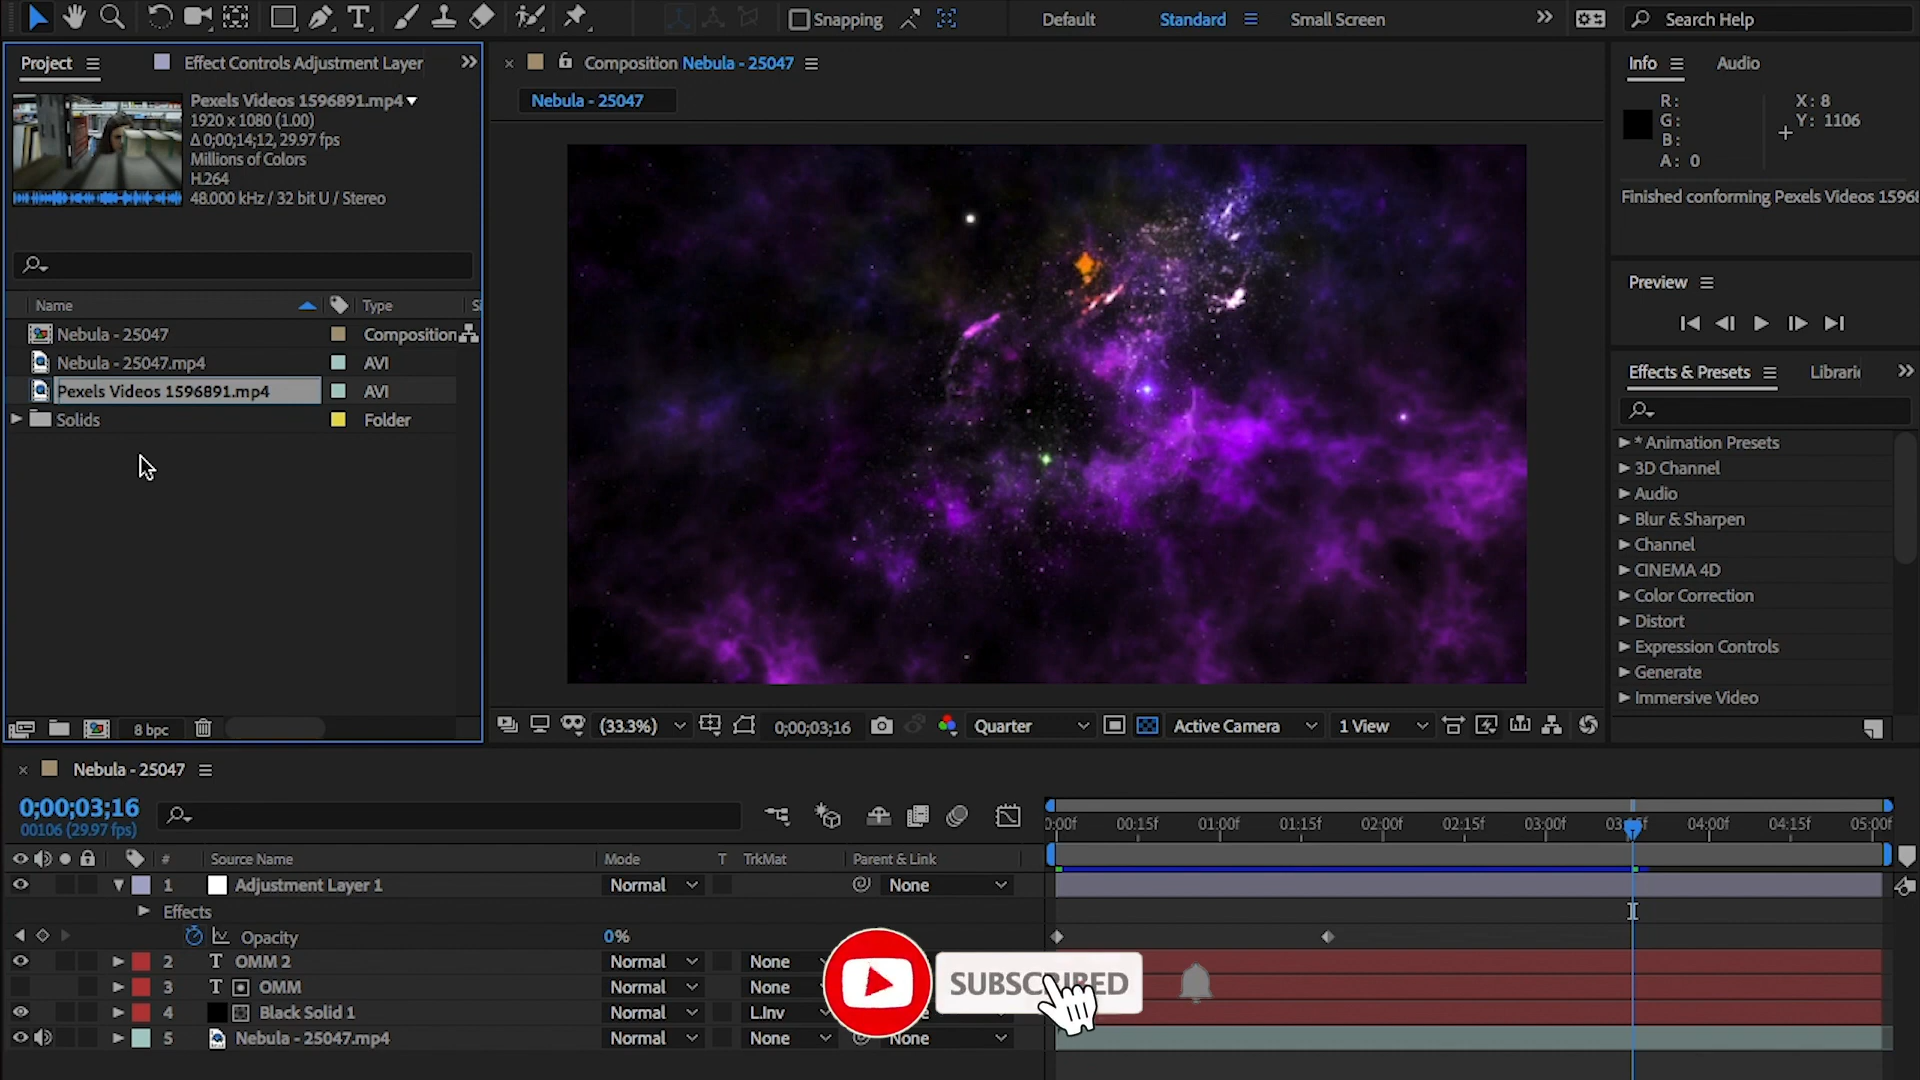 Snapping
Default
Standard
Small Screen
Search Help
Project
Effect Controls Adjustment Layer
Composition Nebula - 25047
Info
Audio
Pexels Videos 1596891.mp4
1920 x 1080 (1.00)
Δ 0;00;14;12, 29.97 fps
Millions of Colors
H.264
48.000 kHz / 32 bit U / Stereo
Nebula - 25047
R:
G:
B:
A: 0
X: 8
Y: 1106
Finished conforming Pexels Videos 1596
Preview
Name
Type
Nebula - 25047
Composition
Nebula - 25047.mp4
AVI
Pexels Videos 1596891.mp4
AVI
Solids
Folder
Effects & Presets
Librari
* Animation Presets
3D Channel
Audio
Blur & Sharpen
Channel
CINEMA 4D
Color Correction
Distort
Expression Controls
Generate
Immersive Video
8 bpc
(33.3%)
0;00;03;16
Quarter
Active Camera
1 View
Nebula - 25047
0;00;03;16
00106 (29.97 fps)
:00f 00:15f 01:00f 01:15f 02:00f 02:15f 03:00f 04:00f 04:15f 05:00f
# Source Name Mode T TrkMat Parent & Link
1 Adjustment Layer 1 Normal None
Effects
Opacity 0%
2 T OMM 2 Normal None
3 T OMM Normal None
4 Black Solid 1 Normal L.Inv
5 Nebula - 25047.mp4 Normal None None
SUBSCRIBED